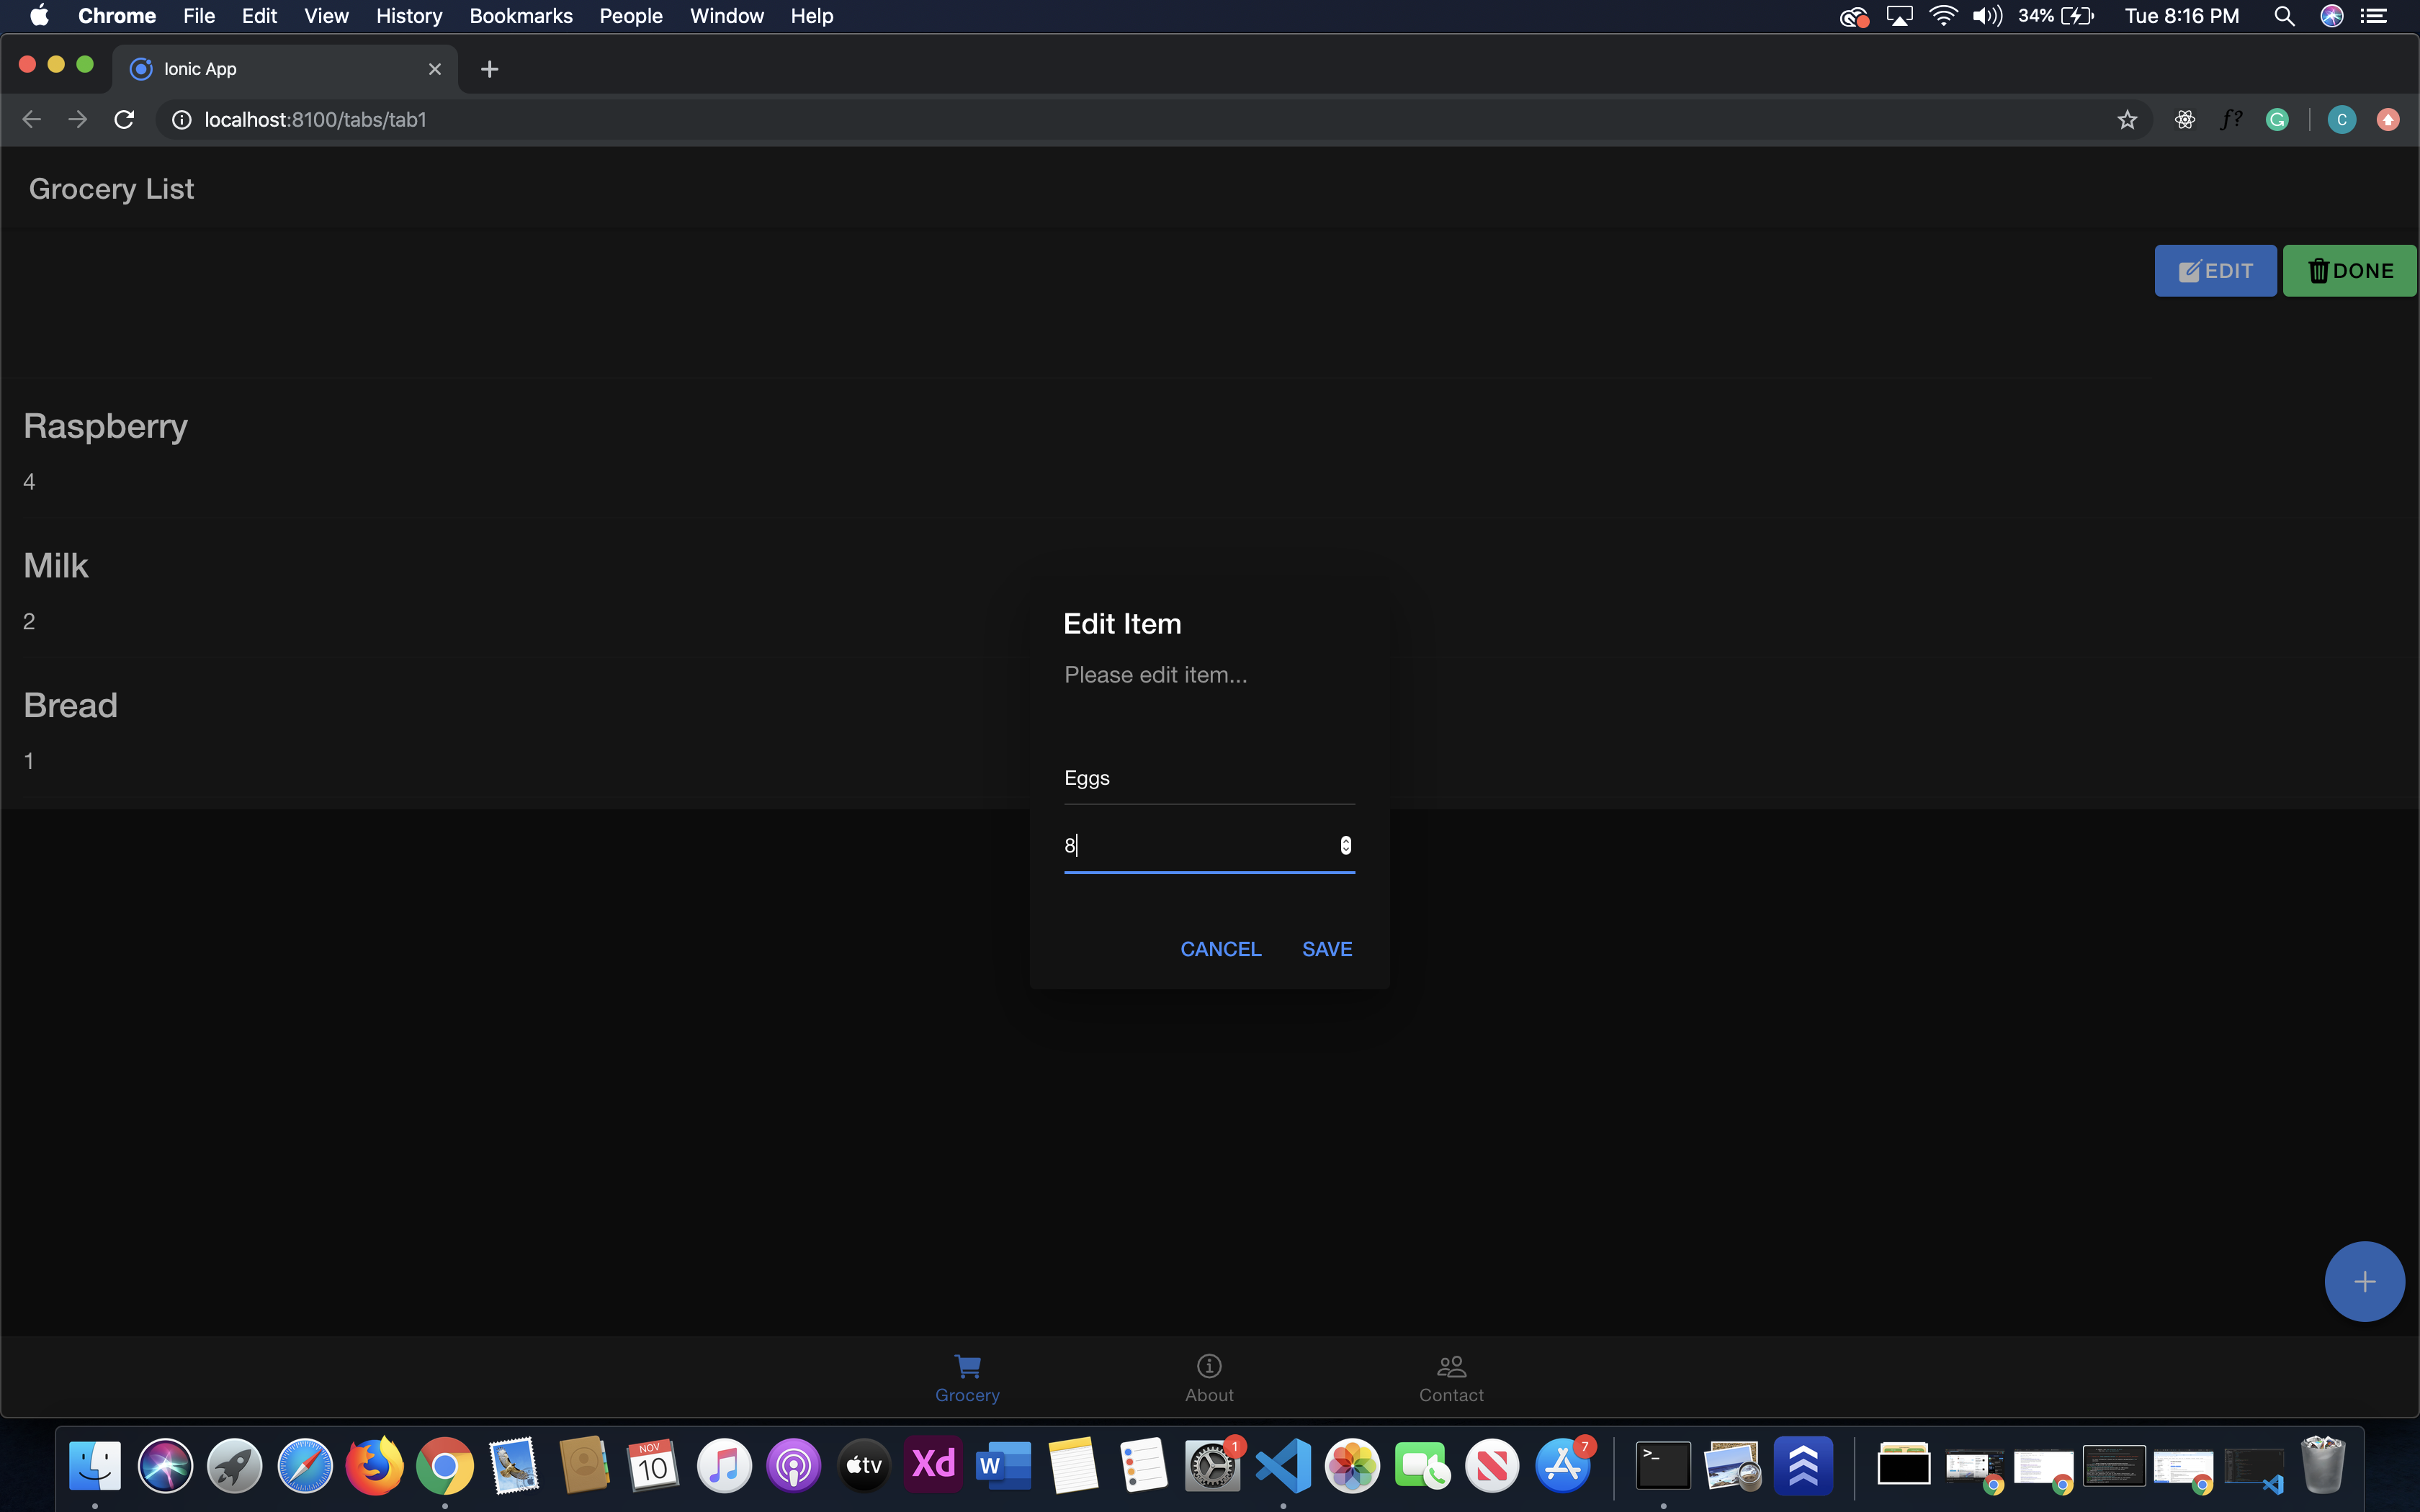 Chrome File Edit View History Bookmarks People Window Help 34% Tue 8:16 PM
Ionic App
localhost:8100/tabs/tab1 f? G C
Grocery List
EDIT DONE
Raspberry
4
Milk
2
Bread
1
Edit Item
Please edit item...
Eggs
8
CANCEL SAVE
Grocery About Contact
NOV
10
tv
Xd
W
1
7
>_